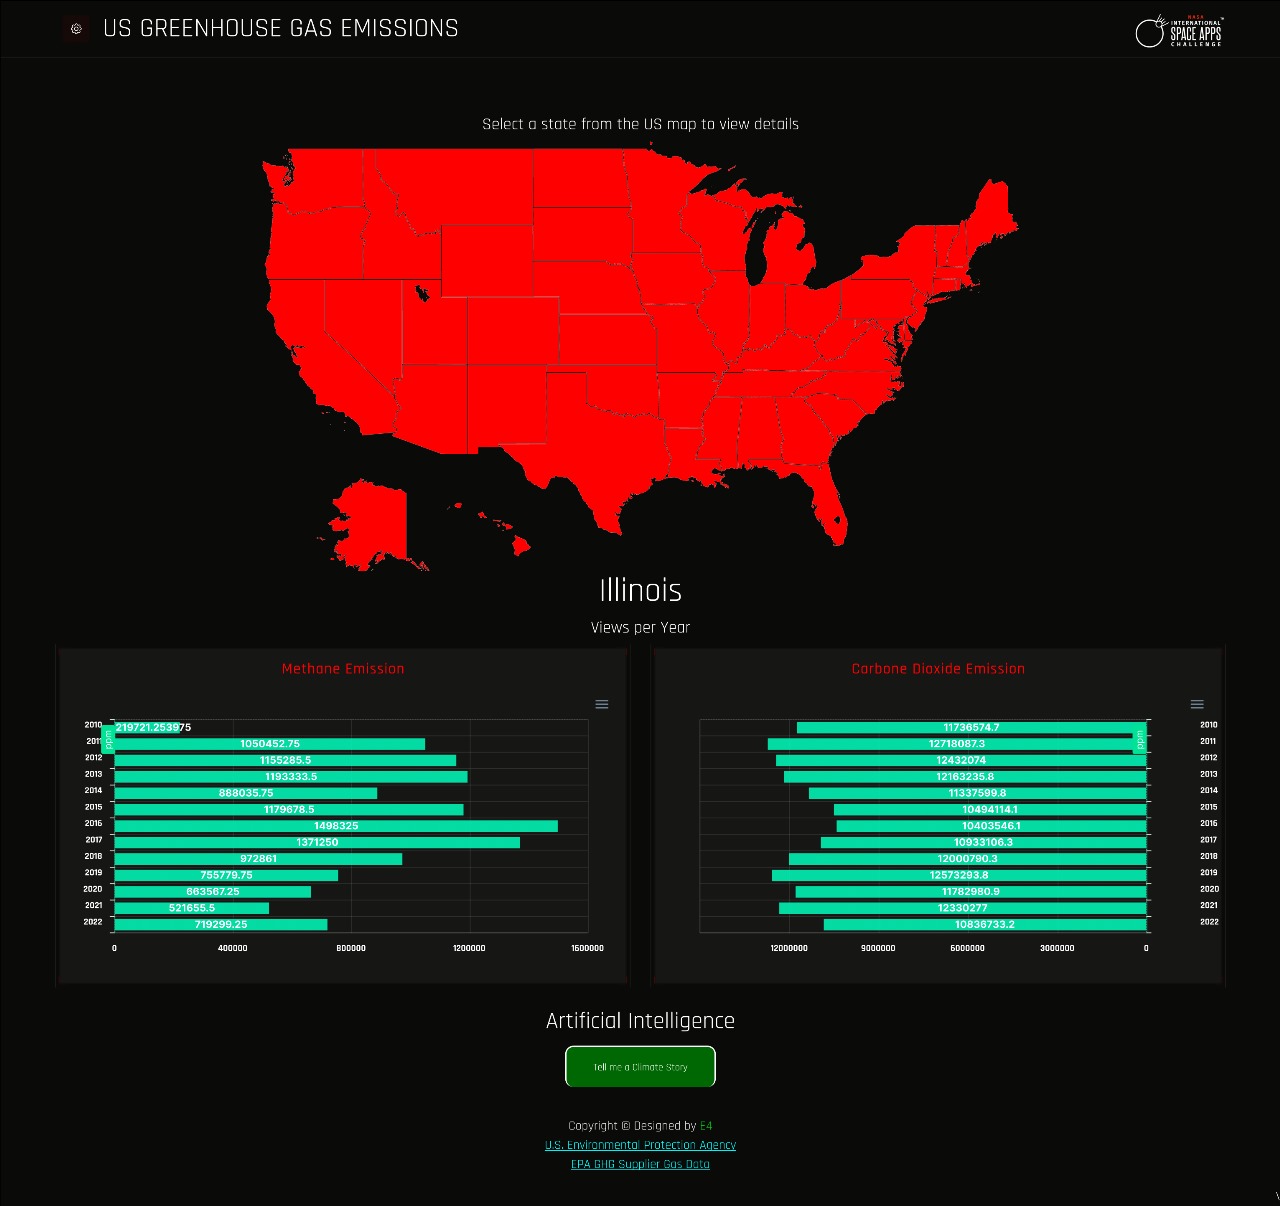 US GREENHOUSE GAS EMISSIONS
NASA
INTERNATIONAL
SPACE APPS
CHALLENGE
Select a state from the US map to view details
Illinois
Views per Year
Methane Emission
2010 219721.253975
2011 1050452.75
ppm
2012 1155285.5
2013 1193333.5
2014 888035.75
2015 1179678.5
2016 1498325
2017 1371250
2018 972861
2019 755779.75
2020 663567.25
2021 521655.5
2022 719299.25
0 400000 800000 1200000 1600000
Carbone Dioxide Emission
11736574.7 2010
12718087.3 2011
ppm
12432074 2012
12163235.8 2013
11337599.8 2014
10494114.1 2015
10403546.1 2016
10933106.3 2017
12000790.3 2018
12573293.8 2019
11782980.9 2020
12330277 2021
10836733.2 2022
12000000 9000000 6000000 3000000 0
Artificial Intelligence
Tell me a Climate Story
Copyright © Designed by E4
U.S. Environmental Protection Agency
EPA GHG Supplier Gas Data